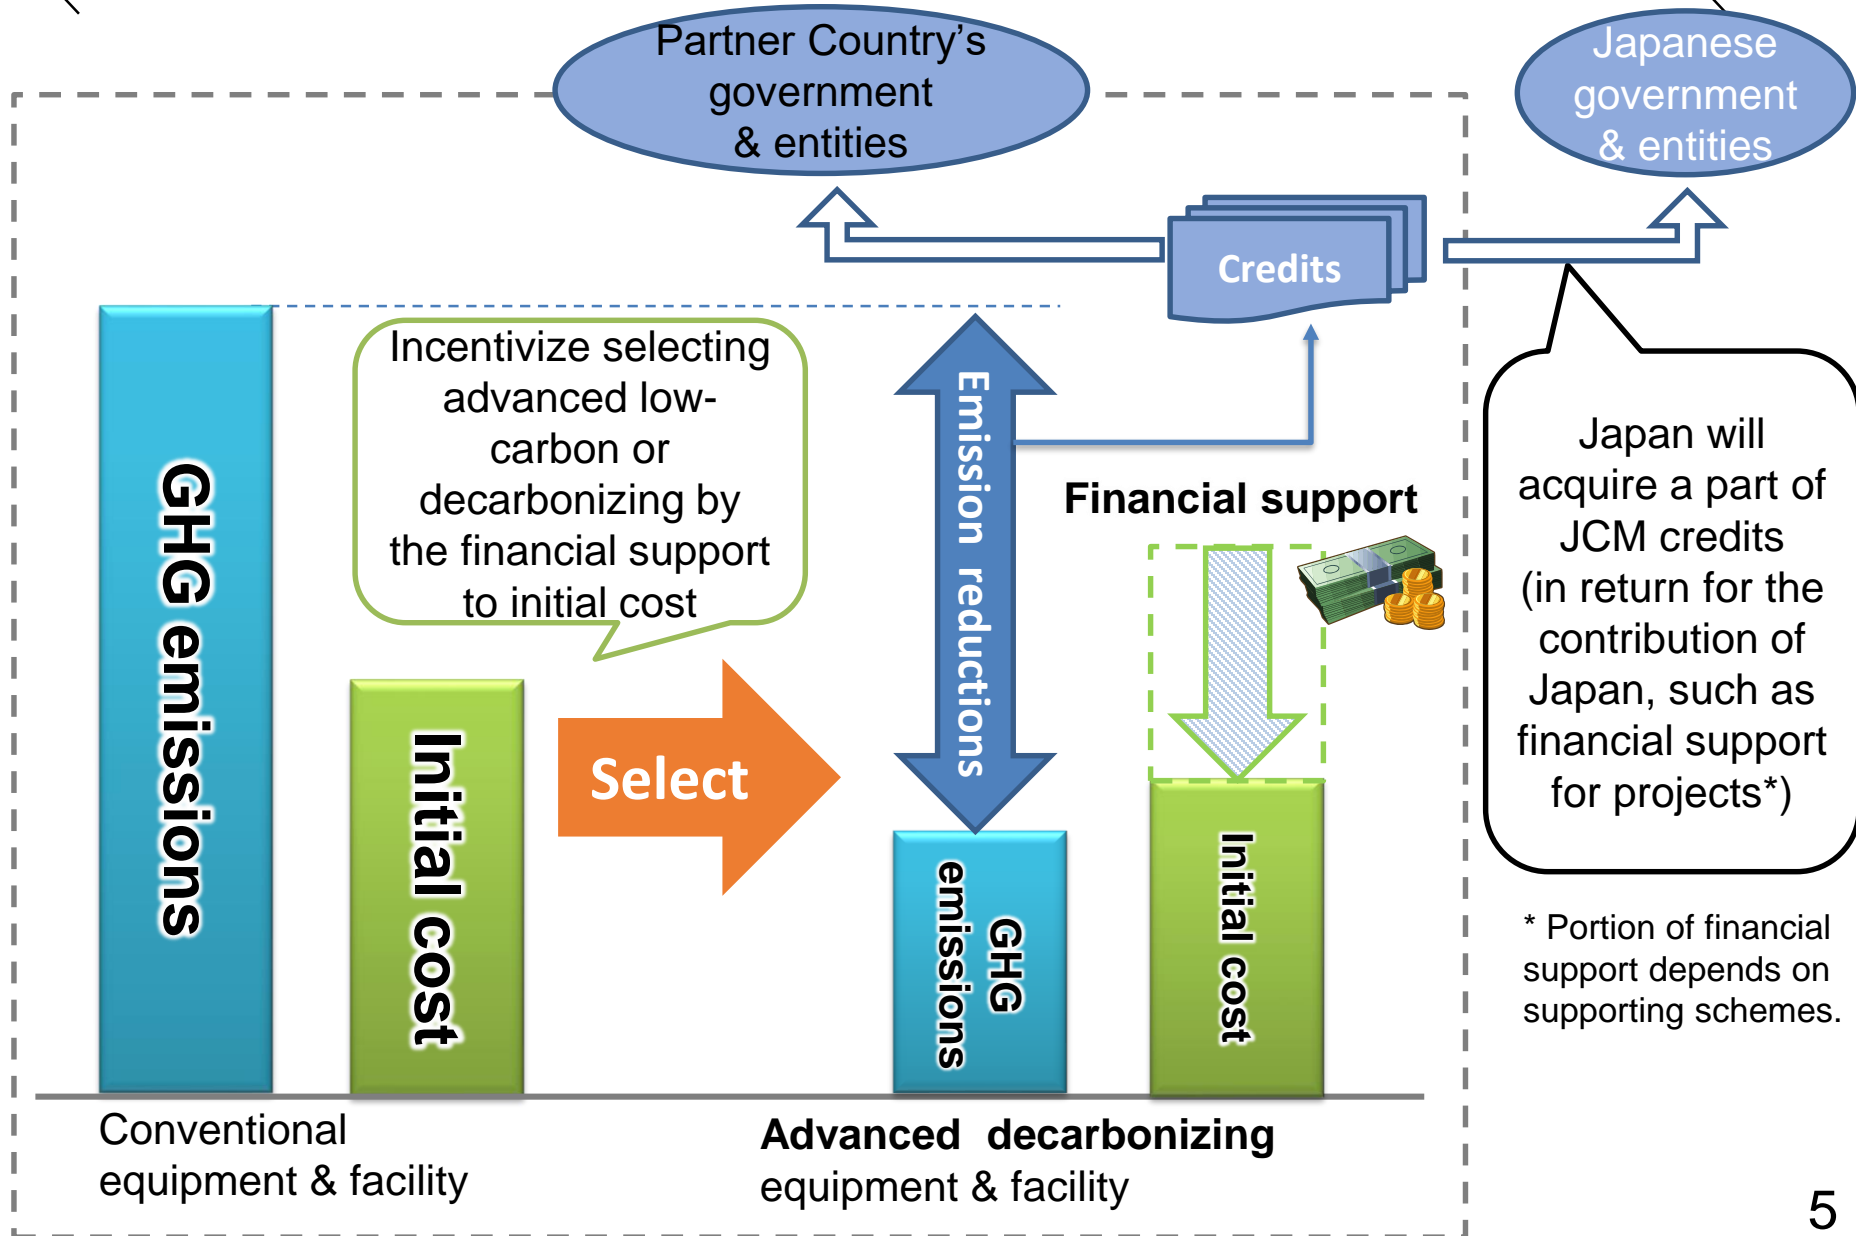 Partner Country’s
government
& entities
Japanese
government
& entities
Credits
Incentivize selecting
advanced low-
carbon or
decarbonizing by
the financial support
to initial cost
GHG emissions
Initial cost
Select
Emission reductions
Financial support
GHG
emissions
Initial cost
Japan will
acquire a part of
JCM credits
(in return for the
contribution of
Japan, such as
financial support
for projects*)
* Portion of financial
support depends on
supporting schemes.
Conventional
equipment & facility
Advanced decarbonizing
equipment & facility
5